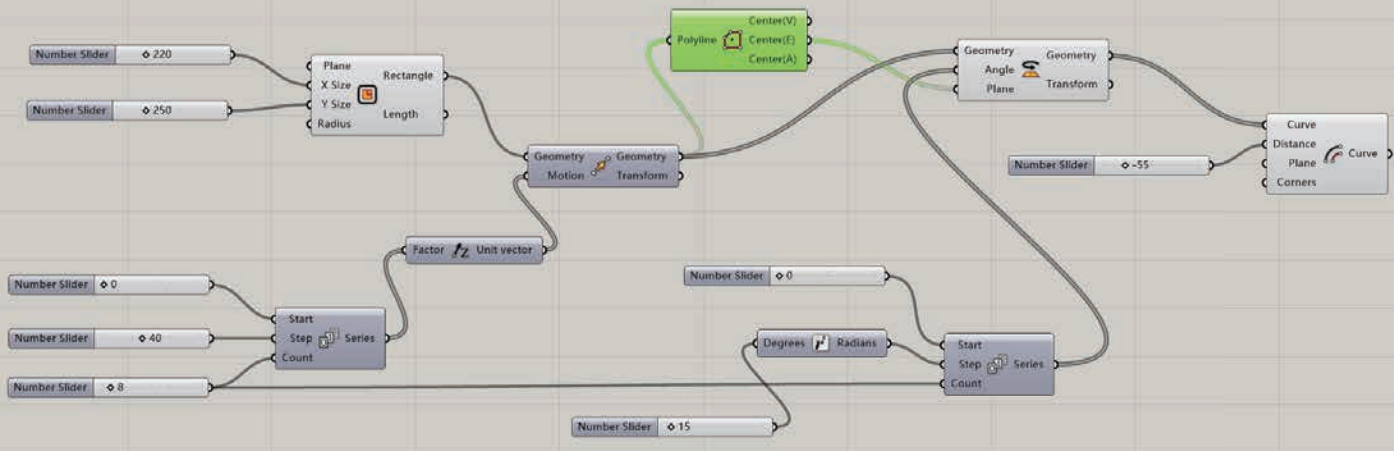 Number Slider 220
Number Slider 250
Plane
X Size
Y Size
Radius
Rectangle
Length
Geometry
Motion
Geometry
Transform
Polyline
Center(V)
Center(E)
Center(A)
Geometry
Angle
Plane
Geometry
Transform
Number Slider -55
Curve
Distance
Plane
Corners
Curve
Factor Unit vector
Number Slider 0
Number Slider 40
Number Slider 8
Start
Step
Count
Series
Number Slider 0
Degrees Radians
Number Slider 15
Start
Step
Count
Series